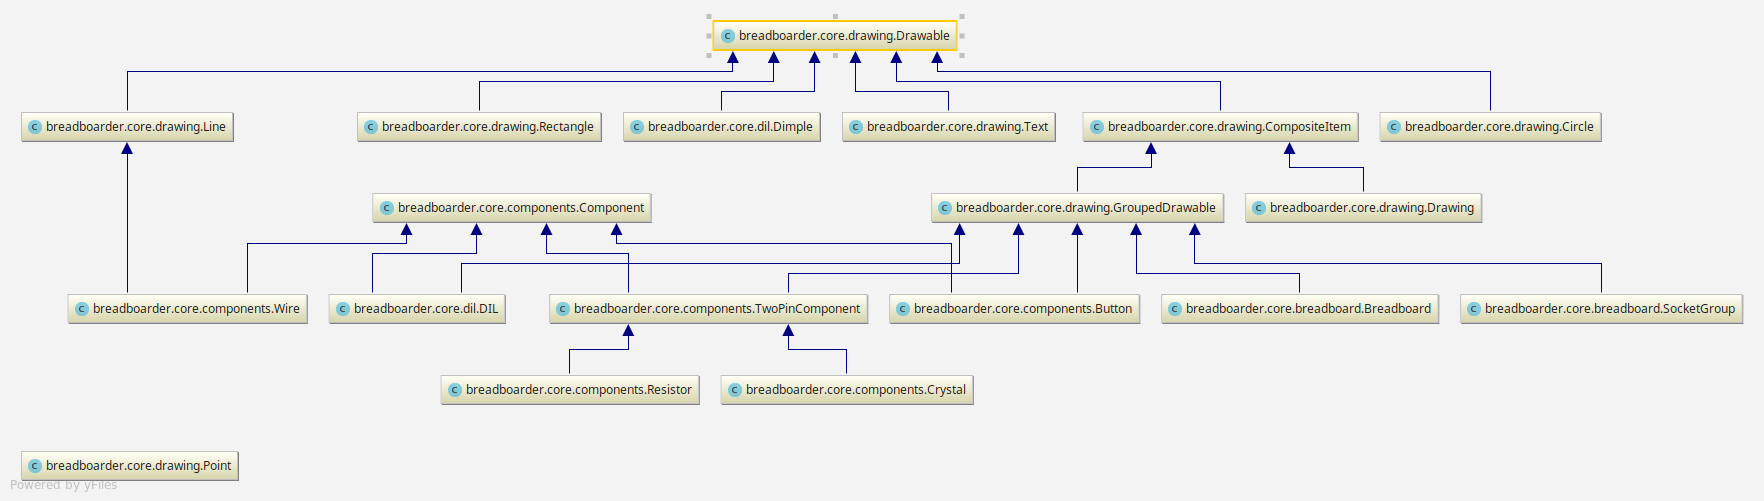 C breadboarder.core.drawing.Drawable
C breadboarder.core.drawing.Line
C breadboarder.core.drawing.Rectangle
C breadboarder.core.dil.Dimple
C breadboarder.core.drawing.Text
C breadboarder.core.drawing.CompositeItem
C breadboarder.core.drawing.Circle
C breadboarder.core.components.Component
C breadboarder.core.drawing.GroupedDrawable
C breadboarder.core.drawing.Drawing
C breadboarder.core.components.Wire
C breadboarder.core.dil.DIL
C breadboarder.core.components.TwoPinComponent
C breadboarder.core.components.Button
C breadboarder.core.breadboard.Breadboard
C breadboarder.core.breadboard.SocketGroup
C breadboarder.core.components.Resistor
C breadboarder.core.components.Crystal
C breadboarder.core.drawing.Point
Powered by yFiles